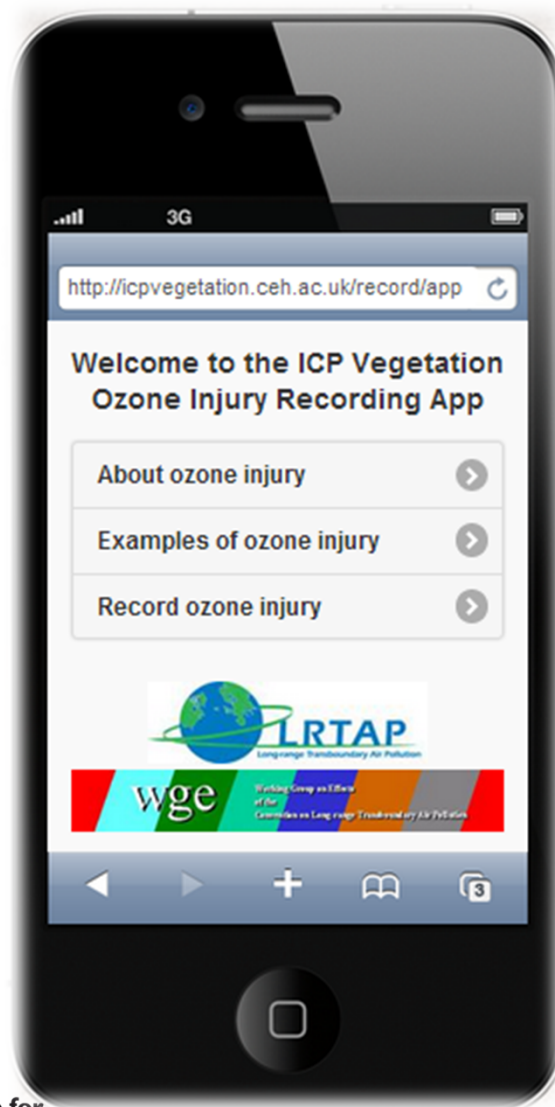 3G
http://icpvegetation.ceh.ac.uk/record/app
Welcome to the ICP Vegetation
Ozone Injury Recording App
About ozone injury
Examples of ozone injury
Record ozone injury
LRTAP
Long-range Transboundary Air Pollution
wge
Working Group on Effects
of the
Convention on Long-range Transboundary Air Pollution
3
for